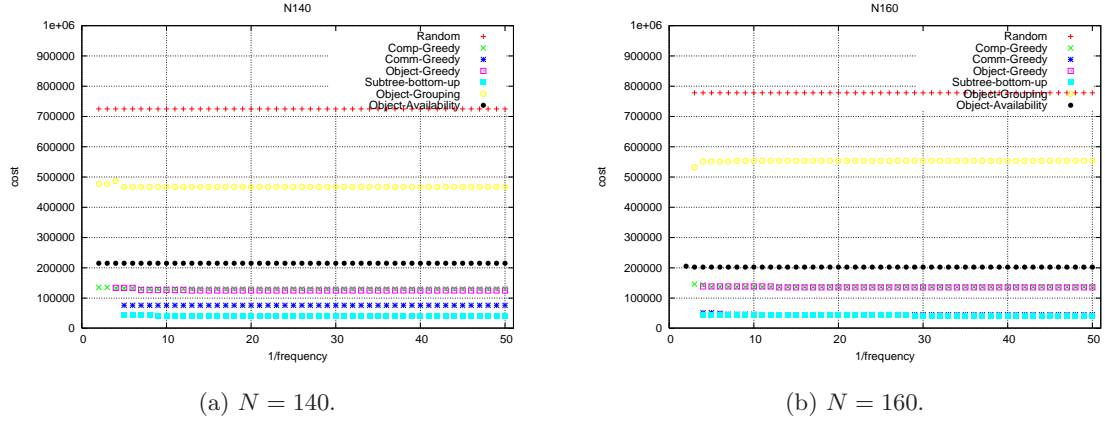 N140
1e+06
900000
800000
700000
600000
500000
400000
300000
200000
100000
0
10
20
30
40
50
cost
1/frequency
Random
Comp-Greedy
Comm-Greedy
Object-Greedy
Subtree-bottom-up
Object-Grouping
Object-Availability
(a) N = 140.
N160
1e+06
900000
800000
700000
600000
500000
400000
300000
200000
100000
0
10
20
30
40
50
cost
1/frequency
Random
Comp-Greedy
Comm-Greedy
Object-Greedy
Subtree-bottom-up
Object-Grouping
Object-Availability
(b) N = 160.